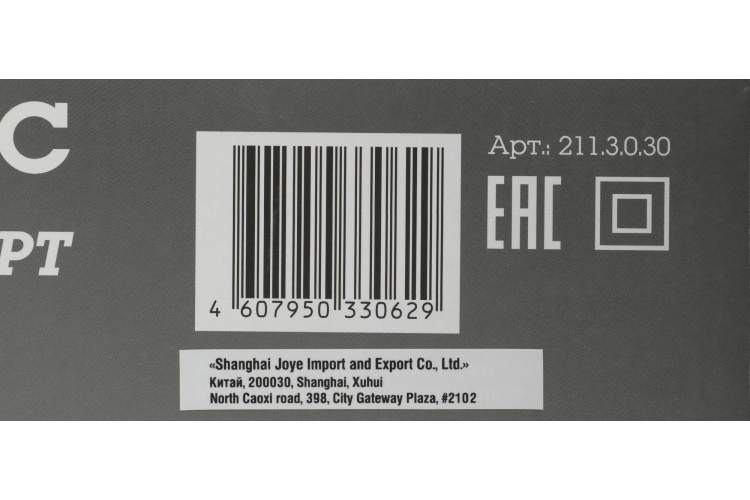 С
РТ
Арт.: 211.3.0.30
EAC
4 607950 330629
«Shanghai Joye Import and Export Co., Ltd.»
Китай, 200030, Shanghai, Xuhui
North Caoxi road, 398, City Gateway Plaza, #2102